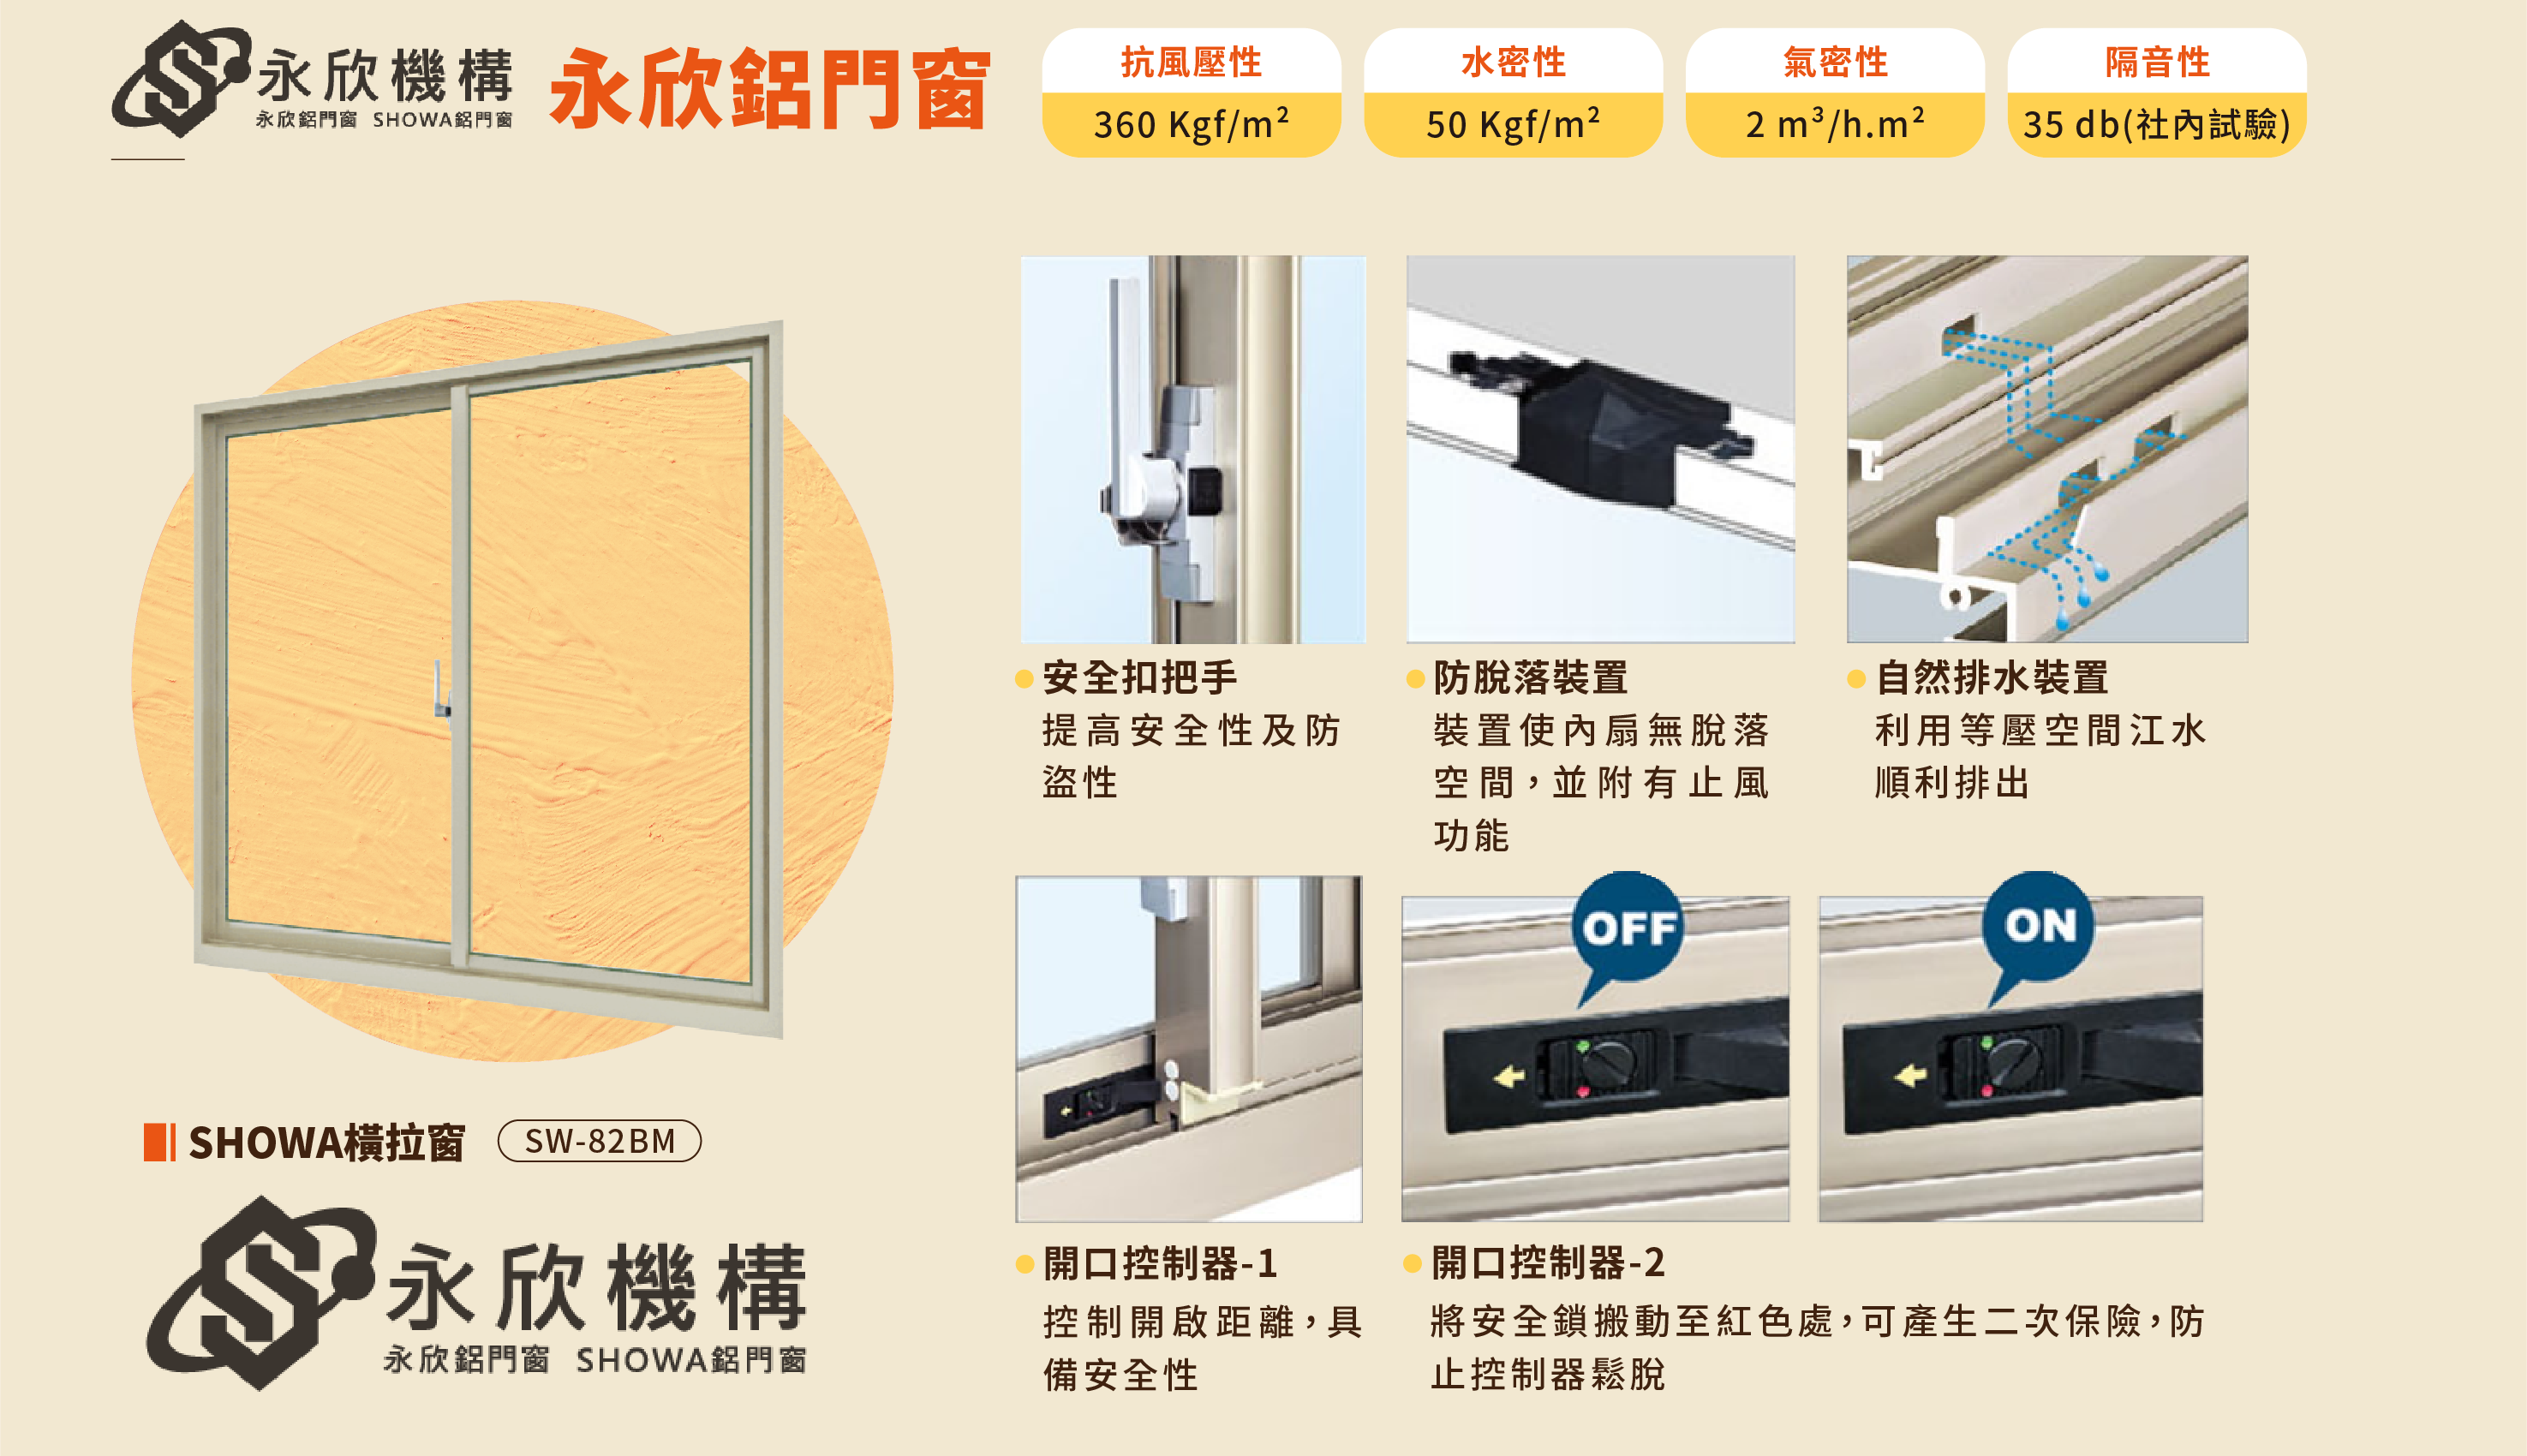 永欣機構
永欣鋁門窗 SHOWA鋁門窗
永欣鋁門窗
抗風壓性
360 Kgf/m²
水密性
50 Kgf/m²
氣密性
2 m³/h.m²
隔音性
35 db(社內試驗)
安全扣把手
提高安全性及防
盜性
防脫落裝置
裝置使內扇無脫落
空間，並附有止風
功能
自然排水裝置
利用等壓空間江水
順利排出
OFF
ON
開口控制器-1
控制開啟距離，具
備安全性
開口控制器-2
將安全鎖搬動至紅色處，可產生二次保險，防
止控制器鬆脫
SHOWA橫拉窗 SW-82BM
永欣機構
永欣鋁門窗 SHOWA鋁門窗